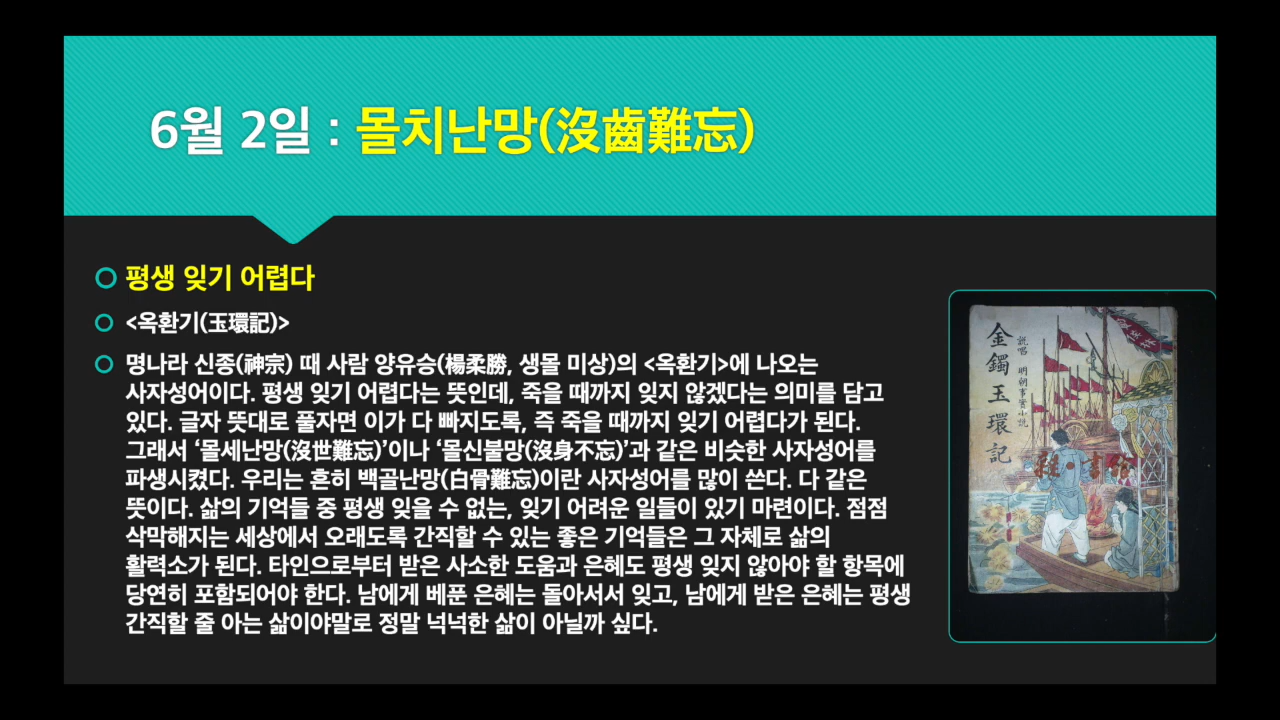 6월 2일 : 몰치난망(沒齒難忘)
평생 잊기 어렵다
<옥환기(玉環記)>
명나라 신종(神宗) 때 사람 양유승(楊柔勝, 생몰 미상)의 <옥환기>에 나오는
사자성어이다. 평생 잊기 어렵다는 뜻인데, 죽을 때까지 잊지 않겠다는 의미를 담고
있다. 글자 뜻대로 풀자면 이가 다 빠지도록, 즉 죽을 때까지 잊기 어렵다가 된다.
그래서 ‘몰세난망(沒世難忘)’이나 ‘몰신불망(沒身不忘)’과 같은 비슷한 사자성어를
파생시켰다. 우리는 흔히 백골난망(白骨難忘)이란 사자성어를 많이 쓴다. 다 같은
뜻이다. 삶의 기억들 중 평생 잊을 수 없는, 잊기 어려운 일들이 있기 마련이다. 점점
삭막해지는 세상에서 오래도록 간직할 수 있는 좋은 기억들은 그 자체로 삶의
활력소가 된다. 타인으로부터 받은 사소한 도움과 은혜도 평생 잊지 않아야 할 항목에
당연히 포함되어야 한다. 남에게 베푼 은혜는 돌아서서 잊고, 남에게 받은 은혜는 평생
간직할 줄 아는 삶이야말로 정말 넉넉한 삶이 아닐까 싶다.
金鐲玉環記
説唱 明朝事實小説